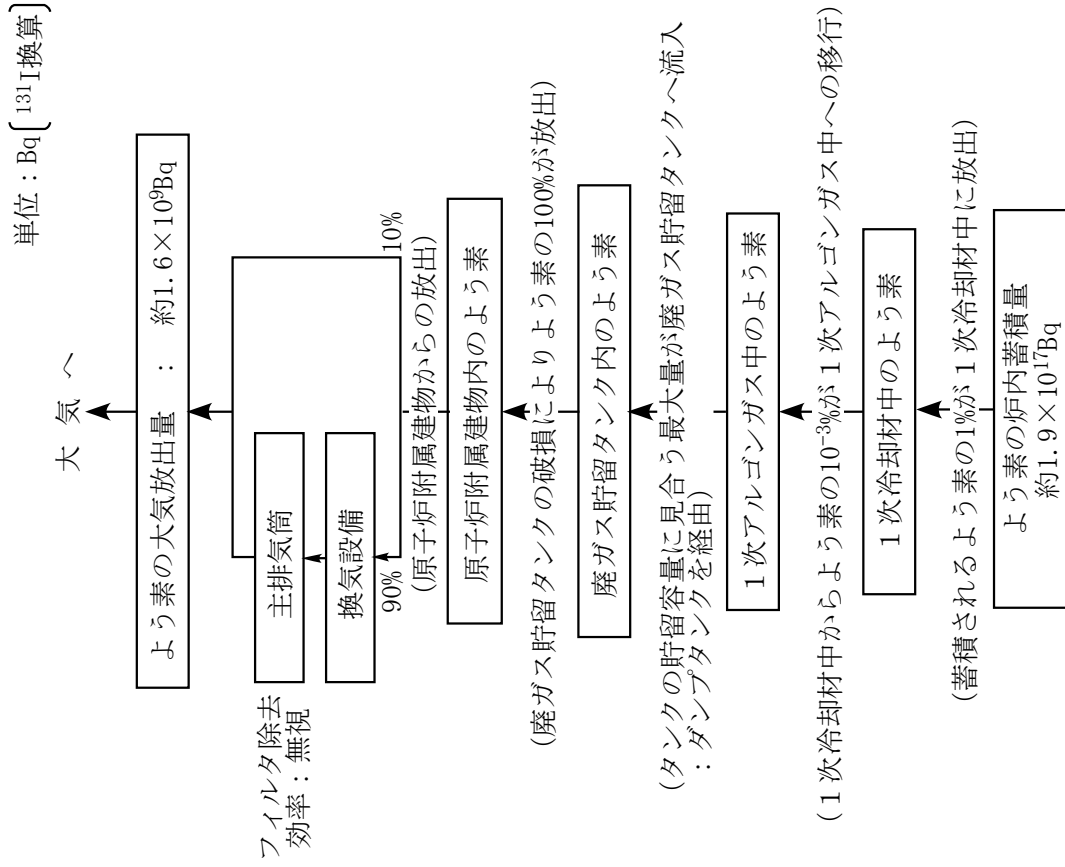 単位：Bq〔¹³¹I換算〕
大 気 へ
よう素の大気放出量 ： 約1.6×10⁹Bq
フィルタ除去
効率：無視
主排気筒
換気設備
90%
10%
(原子炉附属建物からの放出)
原子炉附属建物内のよう素
(廃ガス貯留タンクの破損によりよう素の100%が放出)
廃ガス貯留タンク内のよう素
(タンクの貯留容量に見合う最大量が廃ガス貯留タンクへ流入
：ダンプタンクを経由)
１次アルゴンガス中のよう素
(１次冷却材中からよう素の10⁻³%が１次アルゴンガス中への移行)
１次冷却材中のよう素
(蓄積されるよう素の1%が１次冷却材中に放出)
よう素の炉内蓄積量
約1.9×10¹⁷Bq